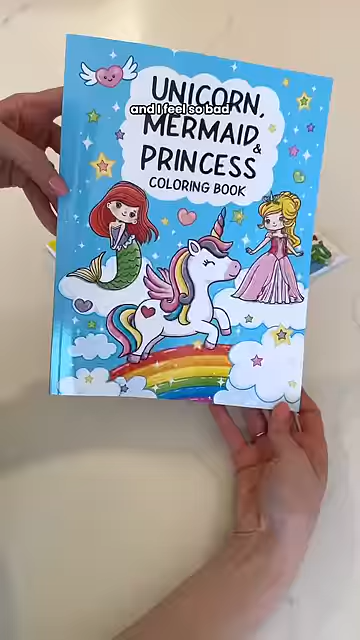 UNICORN,
and I feel so bad
MERMAID
&
PRINCESS
COLORING BOOK